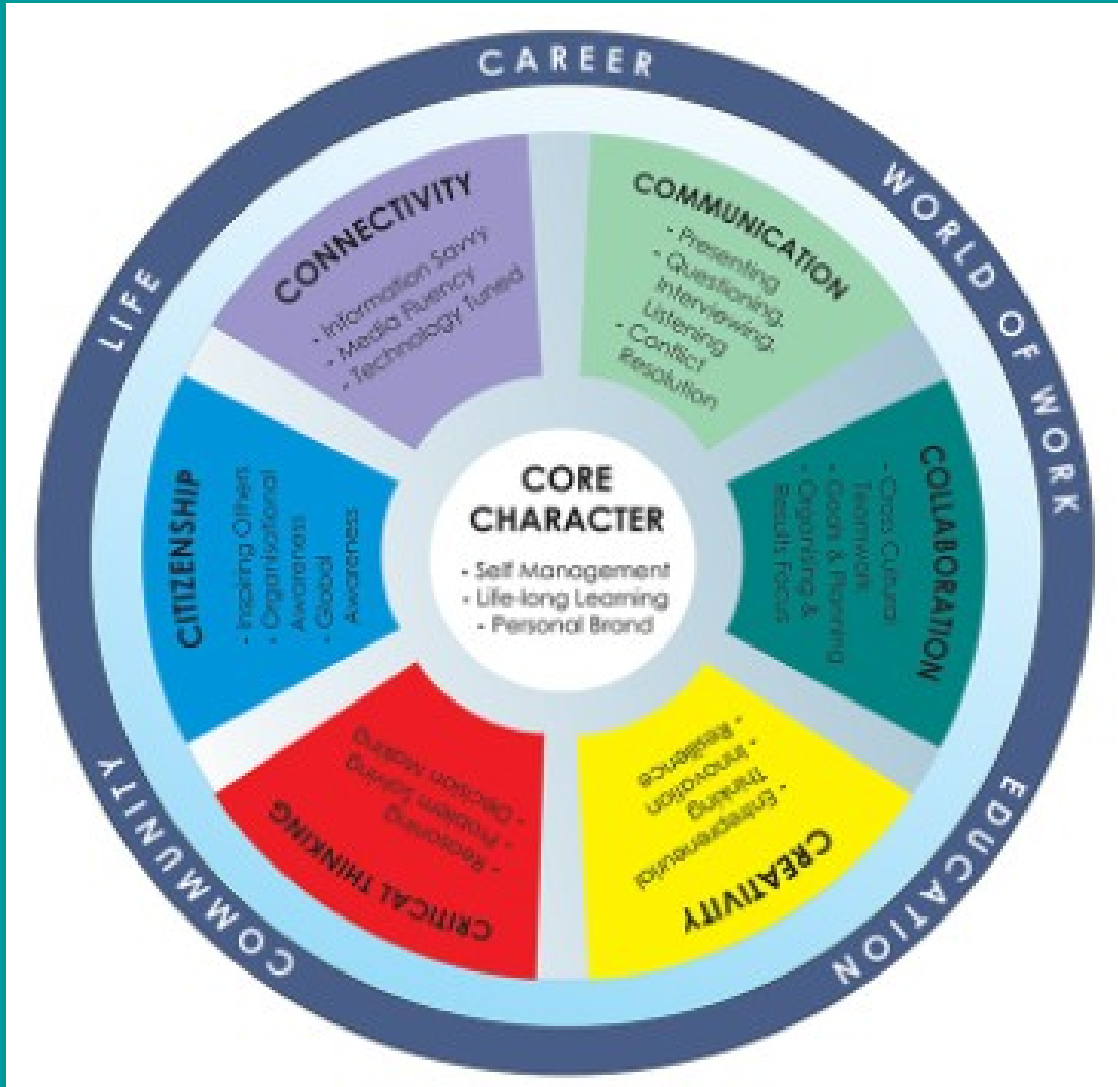 CAREER
WORLD OF WORK
EDUCATION
COMMUNITY
LIFE
CONNECTIVITY
- Information Savvy
- Media Fluency
- Technology Tuned
COMMUNICATION
- Presenting
- Questioning,
Interviewing,
Listening
- Conflict
Resolution
COLLABORATION
- Cross Cultural
Teamwork
- Goals & Planning
- Organising &
Results Focus
CREATIVITY
- Entrepreneurial
Thinking
- Innovation
- Resilience
CRITICAL THINKING
- Reasoning
- Problem Solving
- Decision Making
CITIZENSHIP
- Inspiring Others
- Organisational
Awareness
- Global
Awareness
CORE
CHARACTER
- Self Management
- Life-long Learning
- Personal Brand